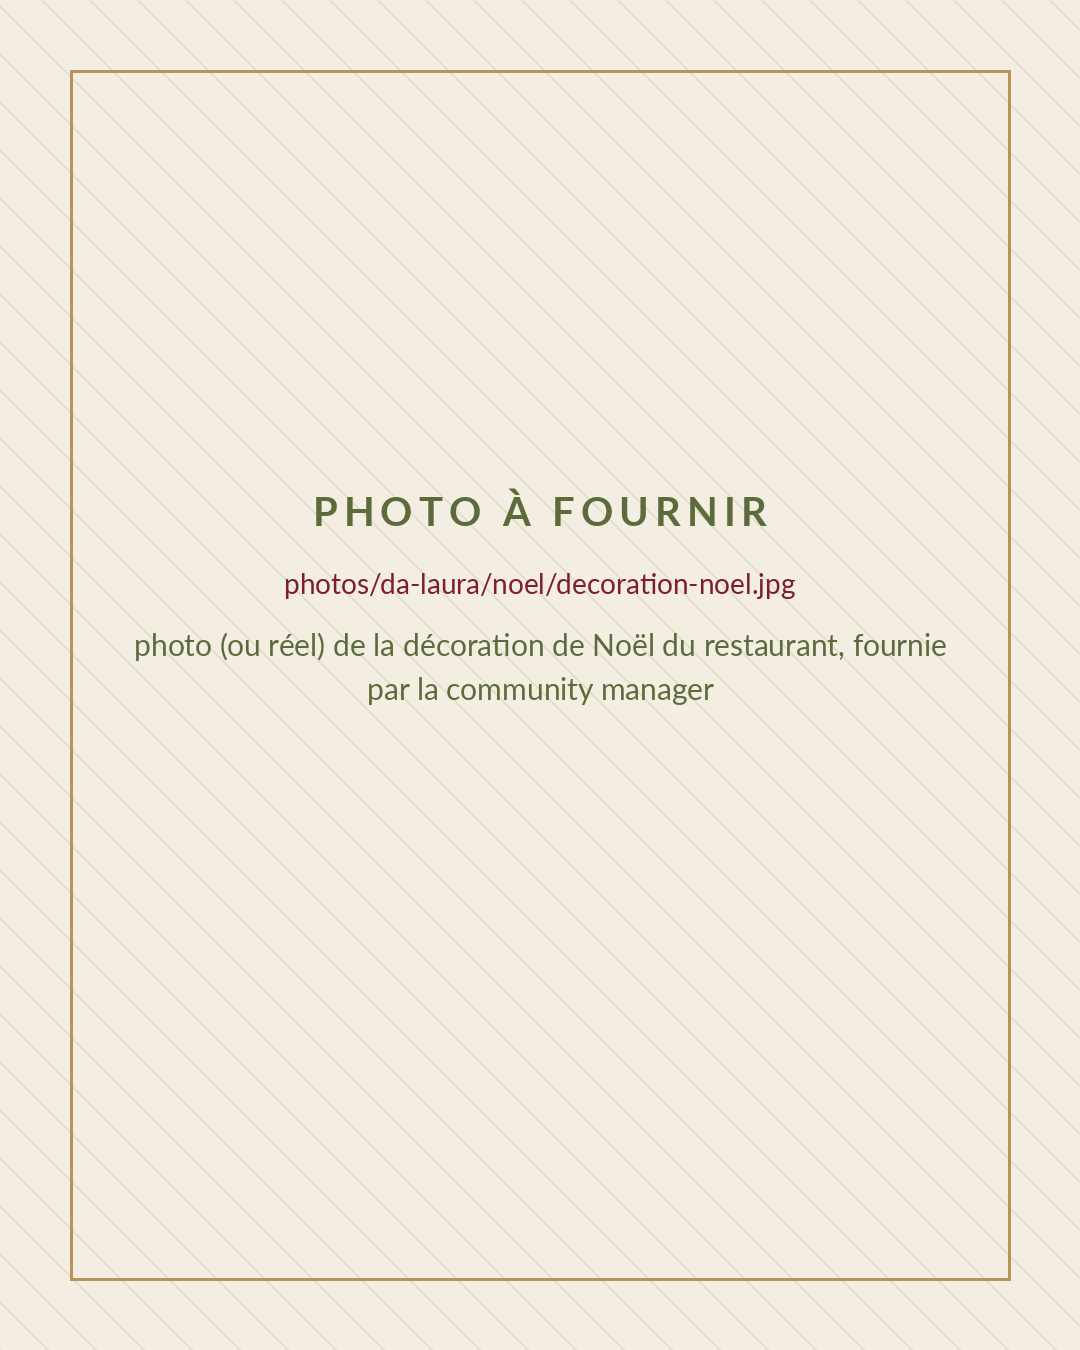 PHOTO À FOURNIR
photos/da-laura/noel/decoration-noel.jpg
photo (ou réel) de la décoration de Noël du restaurant, fournie
par la community manager